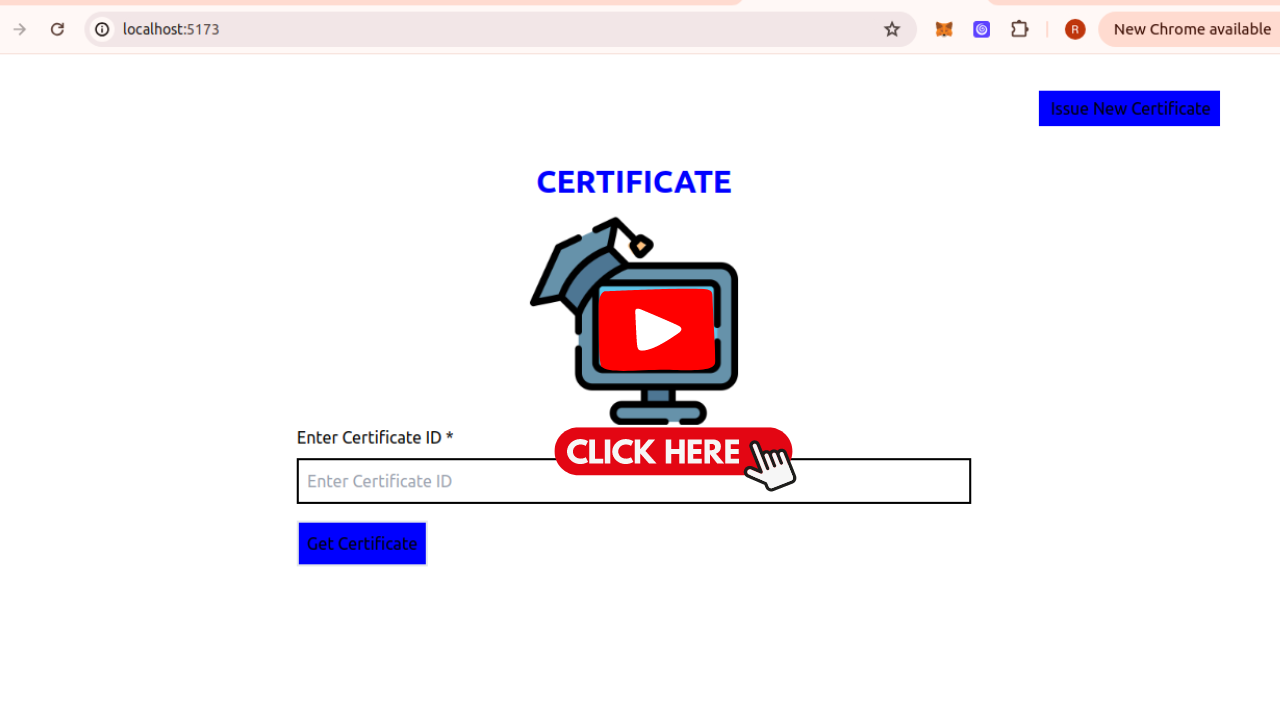 localhost:5173
R
New Chrome available
Issue New Certificate
CERTIFICATE
Enter Certificate ID *
CLICK HERE
Enter Certificate ID
Get Certificate